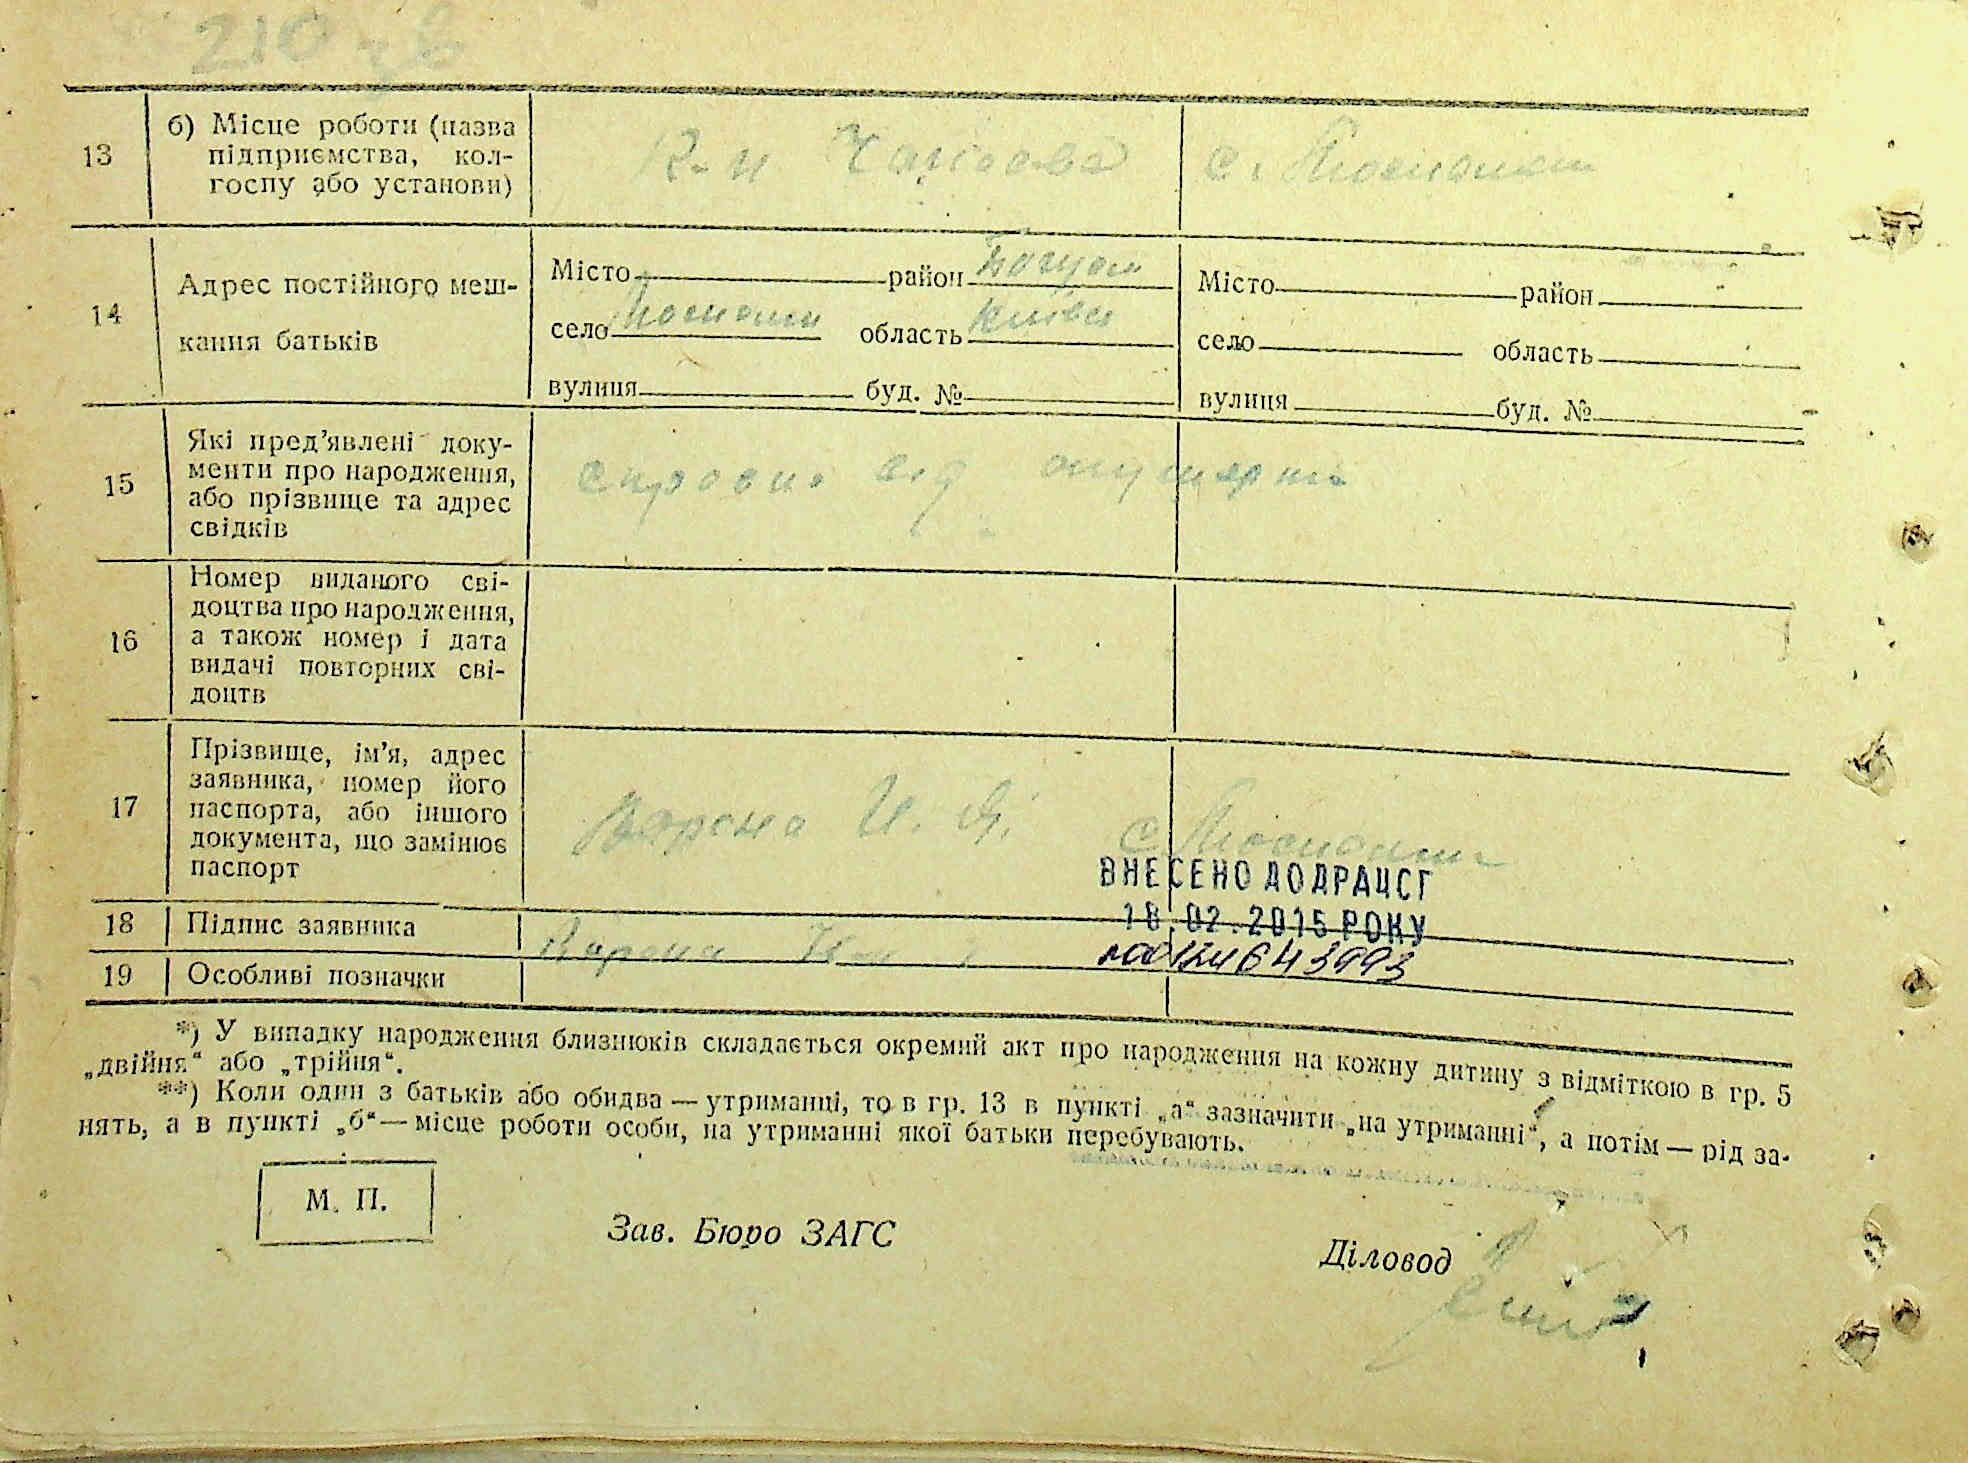 210 зв
13
б) Місце роботи (назва
підприємства, кол-
госпу або установи)
К-п Чапаєва
14
Адрес постійного меш-
кання батьків
Місто район Богусл
село область Київсь
вулиця буд. №
Місто район
село область
вулиця буд. №
15
Які пред'явлені доку-
менти про народження,
або прізвище та адрес
свідків
від акушерки
16
Номер виданого сві-
доцтва про народження,
а також номер і дата
видачі повторних сві-
доцтв
17
Прізвище, ім'я, адрес
заявника, номер його
паспорта, або іншого
документа, що замінює
паспорт
18
Підпис заявника
19
Особливі позначки
ВНЕСЕНО ДО ДРАЦСГ
18.02.2015 РОКУ
*) У випадку народження близнюків складається окремий акт про народження на кожну дитину з відміткою в гр. 5
„двійня“ або „трійня“.
**) Коли один з батьків або обидва — утриманці, то в гр. 13 в пункті „а“ зазначити „на утриманні“, а потім — рід за-
нять, а в пункті „б“ — місце роботи особи, на утриманні якої батьки перебувають.
М. П.
Зав. Бюро ЗАГС
Діловод